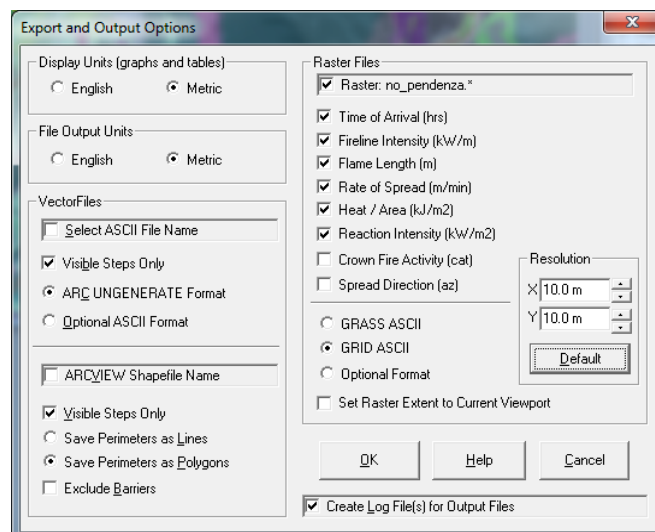 Export and Output Options
Display Units (graphs and tables)
English
Metric
File Output Units
English
Metric
VectorFiles
Select ASCII File Name
Visible Steps Only
ARC UNGENERATE Format
Optional ASCII Format
ARCVIEW Shapefile Name
Visible Steps Only
Save Perimeters as Lines
Save Perimeters as Polygons
Exclude Barriers
Raster Files
Raster: no_pendenza.*
Time of Arrival (hrs)
Fireline Intensity (kW/m)
Flame Length (m)
Rate of Spread (m/min)
Heat / Area (kJ/m2)
Reaction Intensity (kW/m2)
Crown Fire Activity (cat)
Spread Direction (az)
GRASS ASCII
GRID ASCII
Optional Format
Resolution
X 10.0 m
Y 10.0 m
Default
Set Raster Extent to Current Viewport
OK
Help
Cancel
Create Log File(s) for Output Files